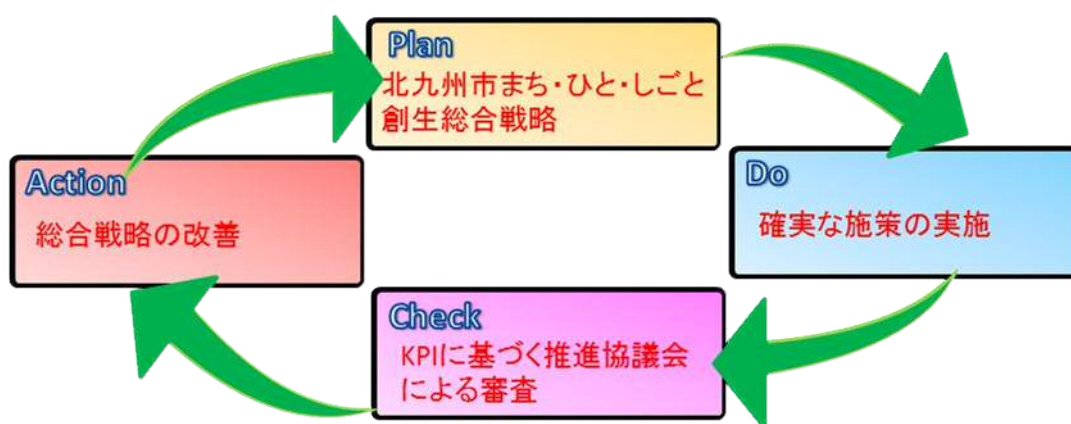 Plan
北九州市まち・ひと・しごと
創生総合戦略
Do
確実な施策の実施
Check
KPIに基づく推進協議会
による審査
Action
総合戦略の改善